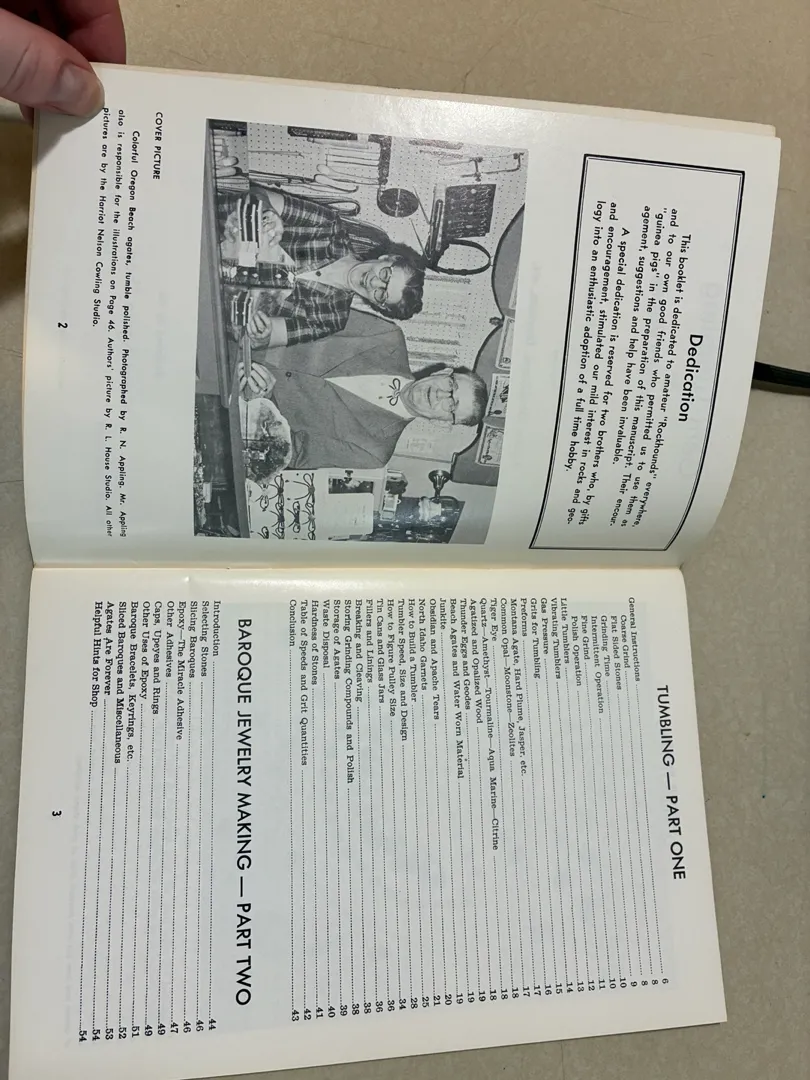 Dedication
This booklet is dedicated to amateur "Rockhounds" everywhere,
and to our own good friends who permitted us to use them as
"guinea pigs" in the preparation of this manuscript. Their encour-
agement, suggestions and help have been invaluable.
A special dedication is reserved for two brothers who, by gifts
and encouragement, stimulated our mild interest in rocks and geo-
logy into an enthusiastic adoption of a full time hobby.
COVER PICTURE
Colorful Oregon Beach agates, tumble polished. Photographed by R. N. Appling. Mr. Appling
also is responsible for the illustrations on Page 46. Authors' picture by R. L. House Studio. All other
pictures are by the Harriot Nelson Cowling Studio.
2
TUMBLING — PART ONE
General Instructions 6
Coarse Grind 8
Flat Sided Stones 8
Grinding Time 9
Intermittent Operation 10
Fine Grind 10
Polish Operation 11
Little Tumblers 12
Vibrating Tumblers 13
Gas Pressure 14
Grits for Tumbling 15
Preforms 16
Montana Agate, Hard Plume, Jasper, etc. 17
Common Opal—Moonstone—Zeolites 17
Tiger Eye 18
Quartz—Amethyst—Tourmaline—Aqua Marine—Citrine 18
Agatized and Opalized Wood 18
Thunder Eggs and Geodes 19
Beach Agates and Water Worn Material 19
Junkite 19
Obsidian and Apache Tears 20
North Idaho Garnets 21
How to Build a Tumbler 25
Tumbler Speed, Size and Design 28
How to Figure Pulley Size 34
Tin Cans and Glass Jars 36
Fillers and Linings 36
Breaking and Cleaving 38
Storing Grinding Compounds and Polish 38
Storage of Agates 39
Waste Disposal 40
Hardness of Stones 41
Table of Speeds and Grit Quantities 42
Conclusion 43
BAROQUE JEWELRY MAKING — PART TWO
Introduction 44
Selecting Stones 46
Slicing Baroques 46
Epoxy—The Miracle Adhesive 47
Other Adhesives 49
Caps, Upeyes and Rings 49
Other Uses of Epoxy 51
Baroque Bracelets, Keyrings, etc. 52
Sliced Baroques and Miscellaneous 53
Agates Are Forever 54
Helpful Hints for Shop 54
3